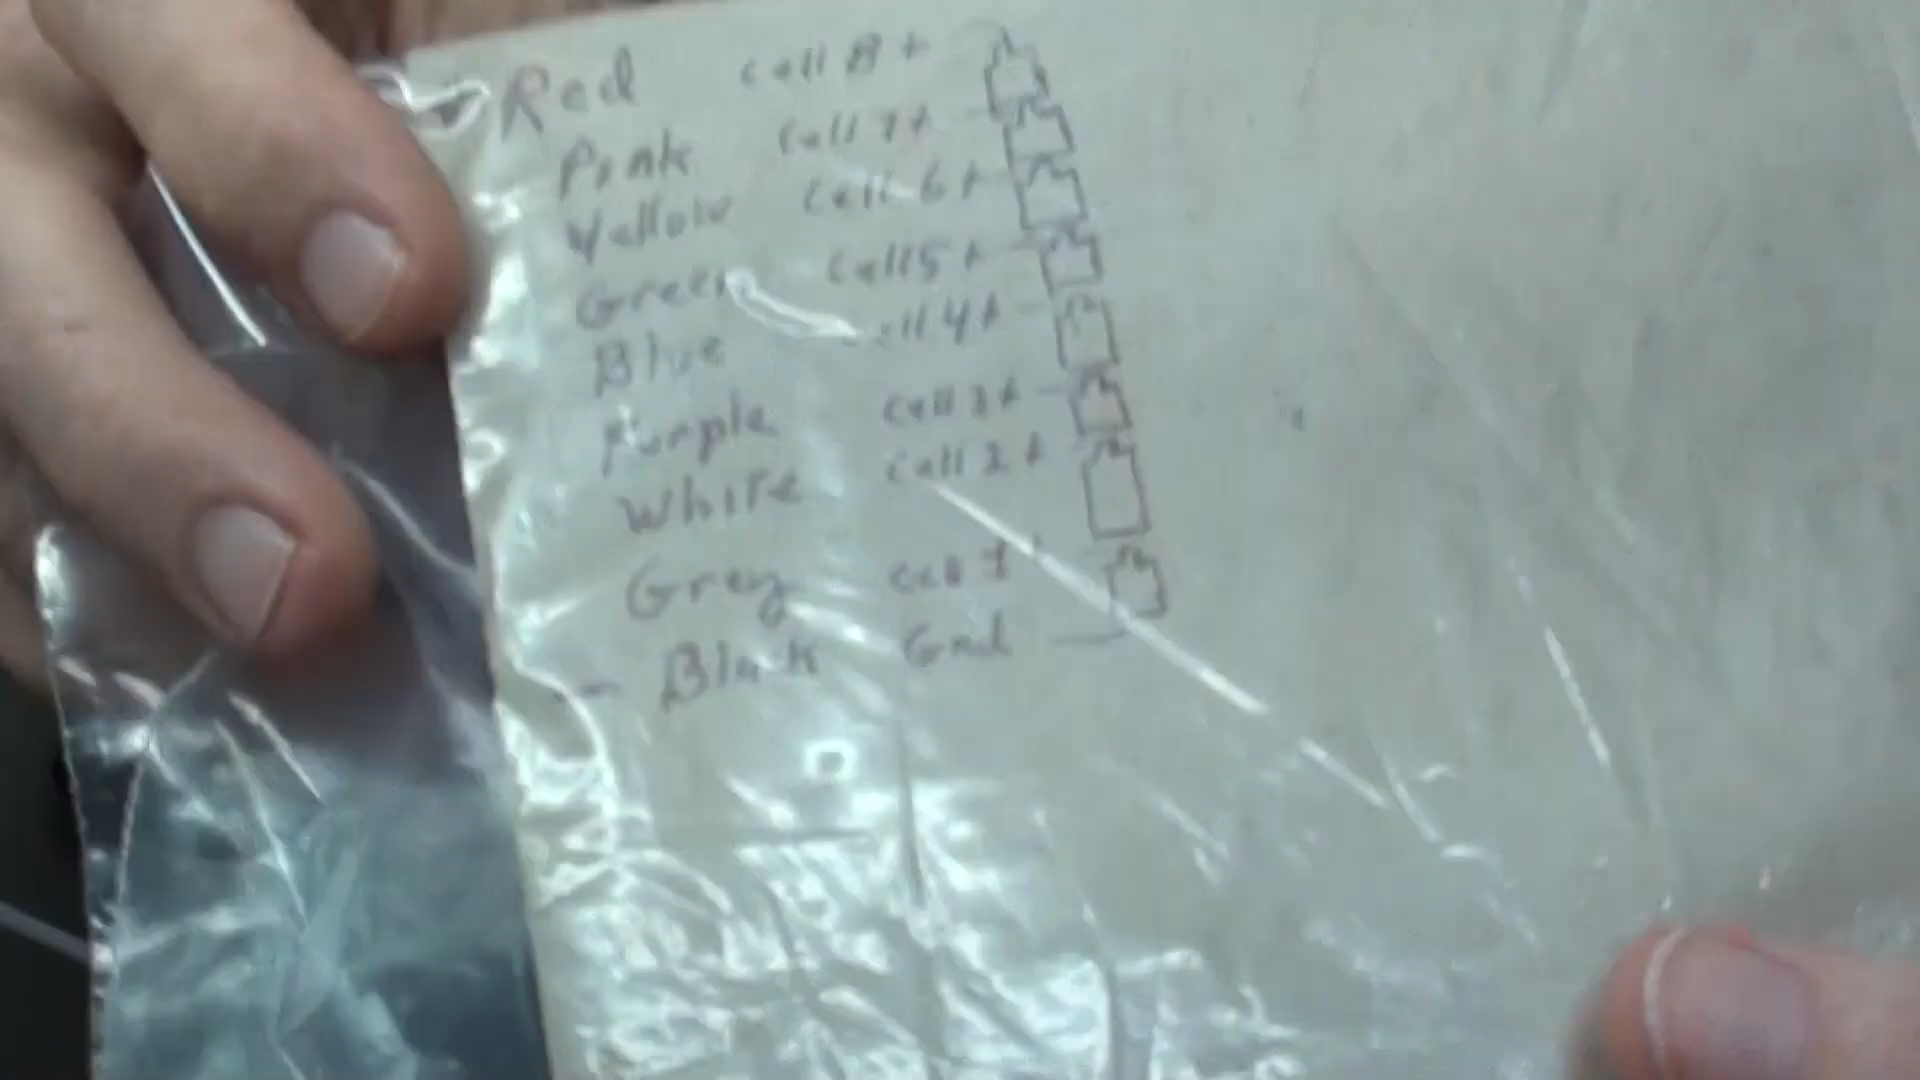 Red Cell 8 +
Pink Cell 7+
Yellow Cell 6+
Green Cell 5 +
Blue Cell 4+
Purple Cell 3+
White Cell 2+
Grey Cell 1+
- Black Gnd